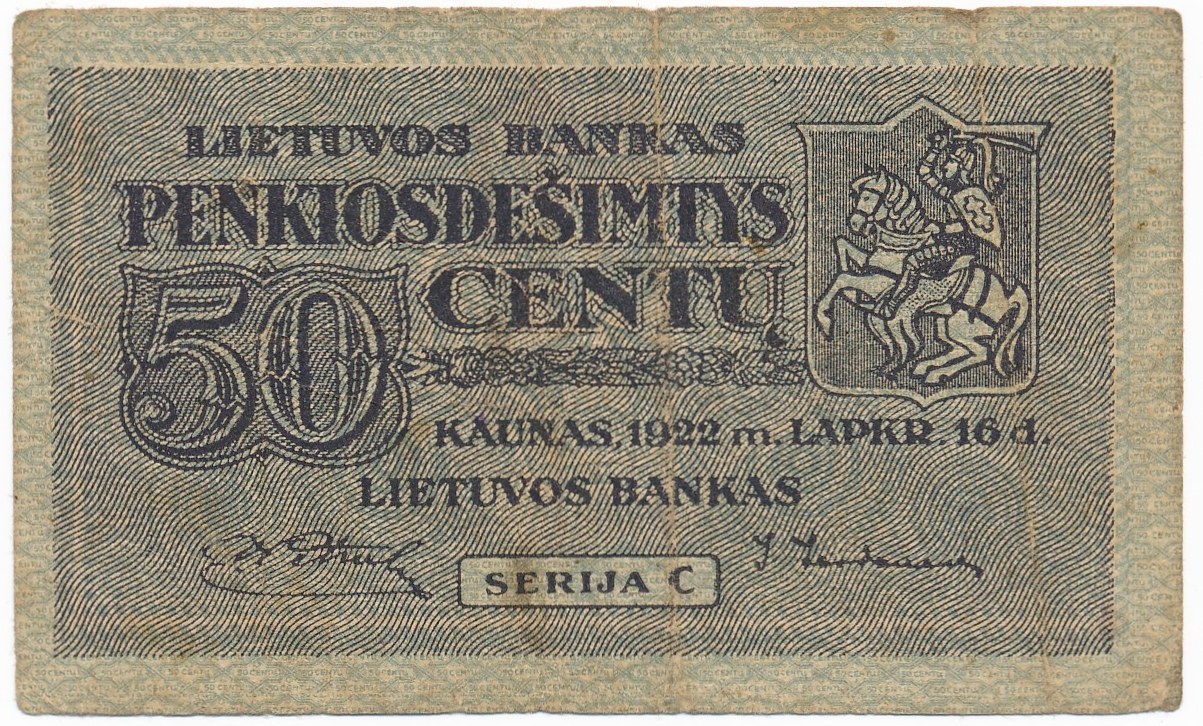 LIETUVOS BANKAS
PENKIOSDEŠIMTYS
50 CENTŲ
KAUNAS, 1922 m. LAPKR. 16 d.
LIETUVOS BANKAS
SERIJA C